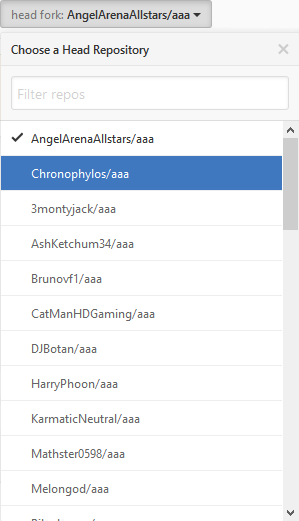 head fork: AngelArenaAllstars/aaa
Choose a Head Repository
Filter repos
AngelArenaAllstars/aaa
Chronophylos/aaa
3montyjack/aaa
AshKetchum34/aaa
Brunovf1/aaa
CatManHDGaming/aaa
DJBotan/aaa
HarryPhoon/aaa
KarmaticNeutral/aaa
Mathster0598/aaa
Melongod/aaa